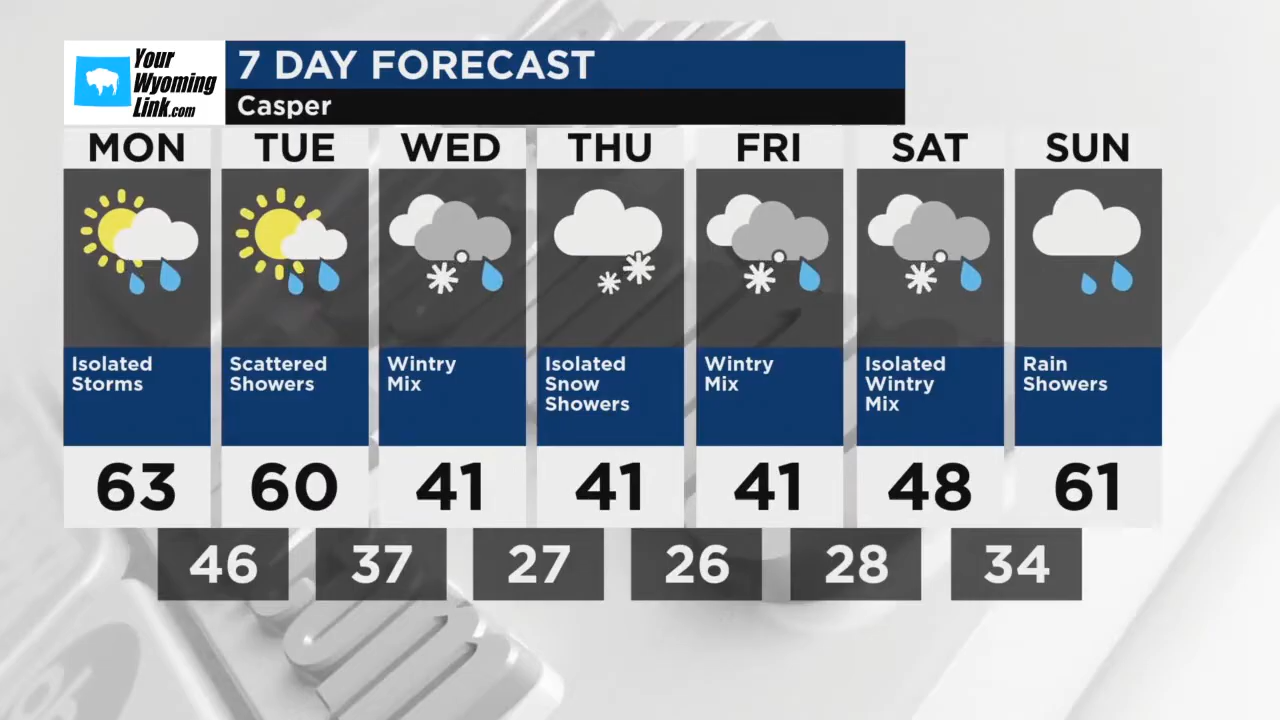 Your
Wyoming
Link.com
7 DAY FORECAST
Casper
MON TUE WED THU FRI SAT SUN
Isolated
Storms
Scattered
Showers
Wintry
Mix
Isolated
Snow
Showers
Wintry
Mix
Isolated
Wintry
Mix
Rain
Showers
63 60 41 41 41 48 61
46 37 27 26 28 34